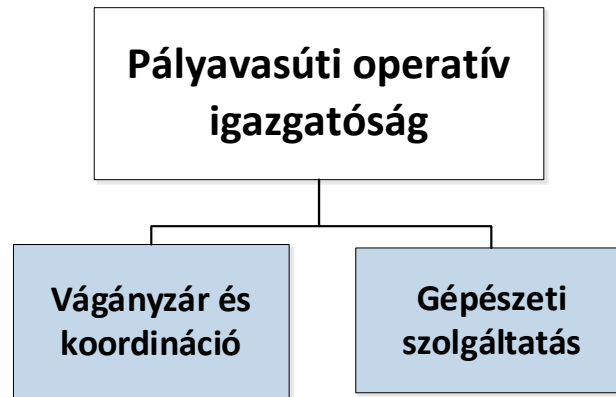 Pályavasúti operatív
igazgatóság
Vágányzár és
koordináció
Gépészeti
szolgáltatás